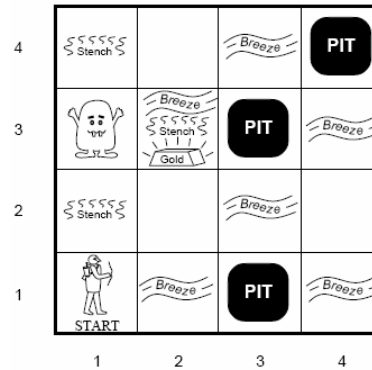 4
Stench
Breeze
PIT
3
Breeze
Stench
Gold
PIT
Breeze
2
Stench
Breeze
1
START
Breeze
PIT
Breeze
1 2 3 4